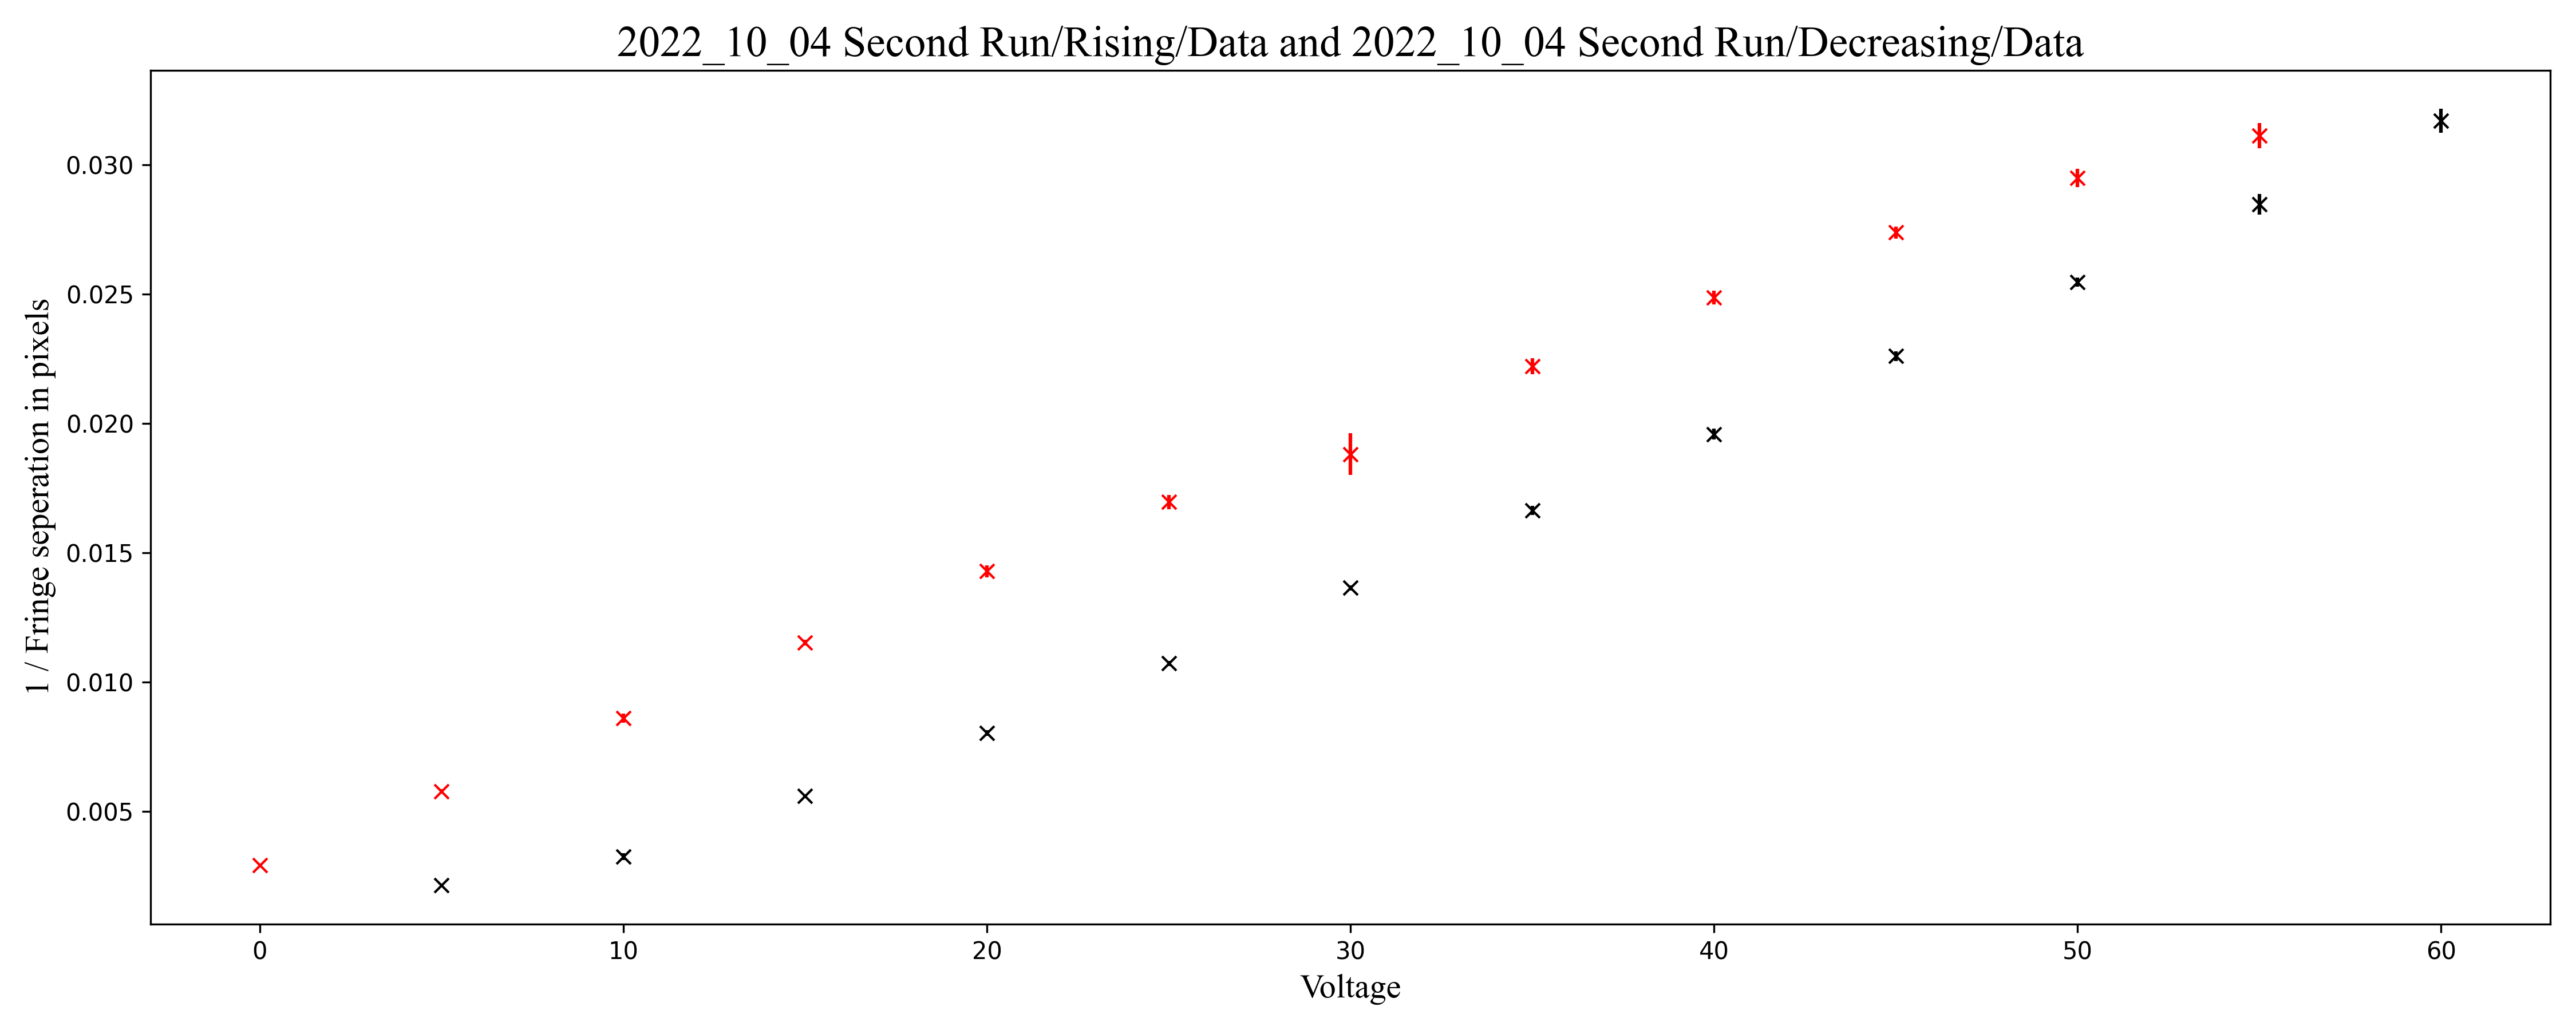 2022_10_04 Second Run/Rising/Data and 2022_10_04 Second Run/Decreasing/Data
1 / Fringe seperation in pixels
0.030
0.025
0.020
0.015
0.010
0.005
0 10 20 30 40 50 60
Voltage